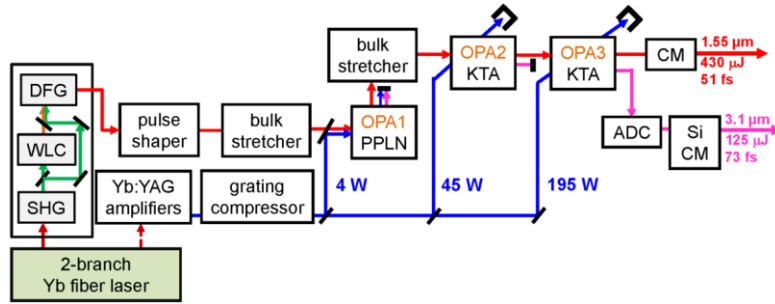 DFG
WLC
SHG
2-branch
Yb fiber laser
pulse
shaper
bulk
stretcher
Yb:YAG
amplifiers
grating
compressor
bulk
stretcher
OPA1
PPLN
OPA2
KTA
OPA3
KTA
4 W
45 W
195 W
CM
1.55 µm
430 µJ
51 fs
ADC
Si
CM
3.1 µm
125 µJ
73 fs